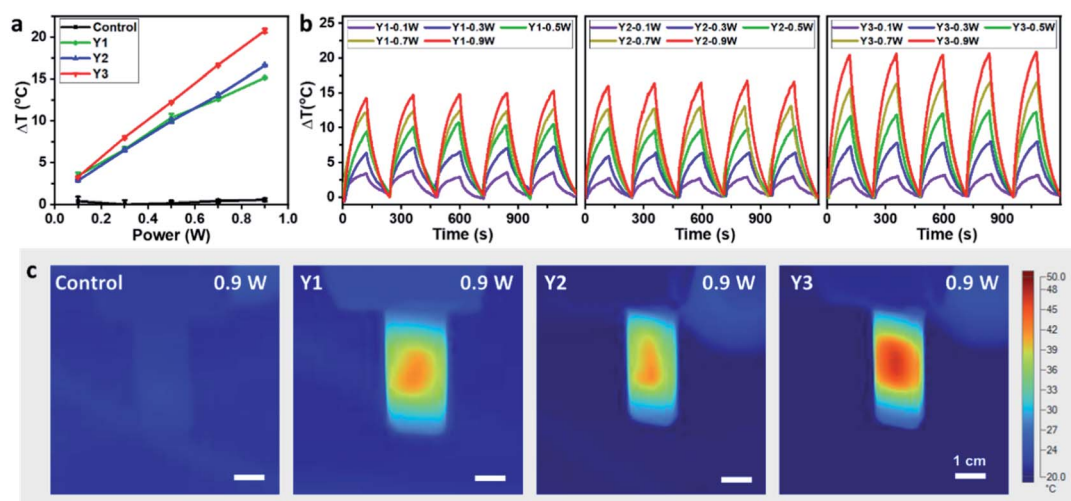 a
Control
Y1
Y2
Y3
ΔT (°C)
20
15
10
5
0
0.0 0.2 0.4 0.6 0.8 1.0
Power (W)
b
Y1-0.1W Y1-0.3W Y1-0.5W
Y1-0.7W Y1-0.9W
ΔT(°C)
25
20
15
10
5
0
0 300 600 900
Time (s)
Y2-0.1W Y2-0.3W Y2-0.5W
Y2-0.7W Y2-0.9W
0 300 600 900
Time (s)
Y3-0.1W Y3-0.3W Y3-0.5W
Y3-0.7W Y3-0.9W
0 300 600 900
Time (s)
c
Control 0.9 W
Y1 0.9 W
Y2 0.9 W
Y3 0.9 W
1 cm
50.0
48
45
42
39
36
33
30
27
24
20.0
°C